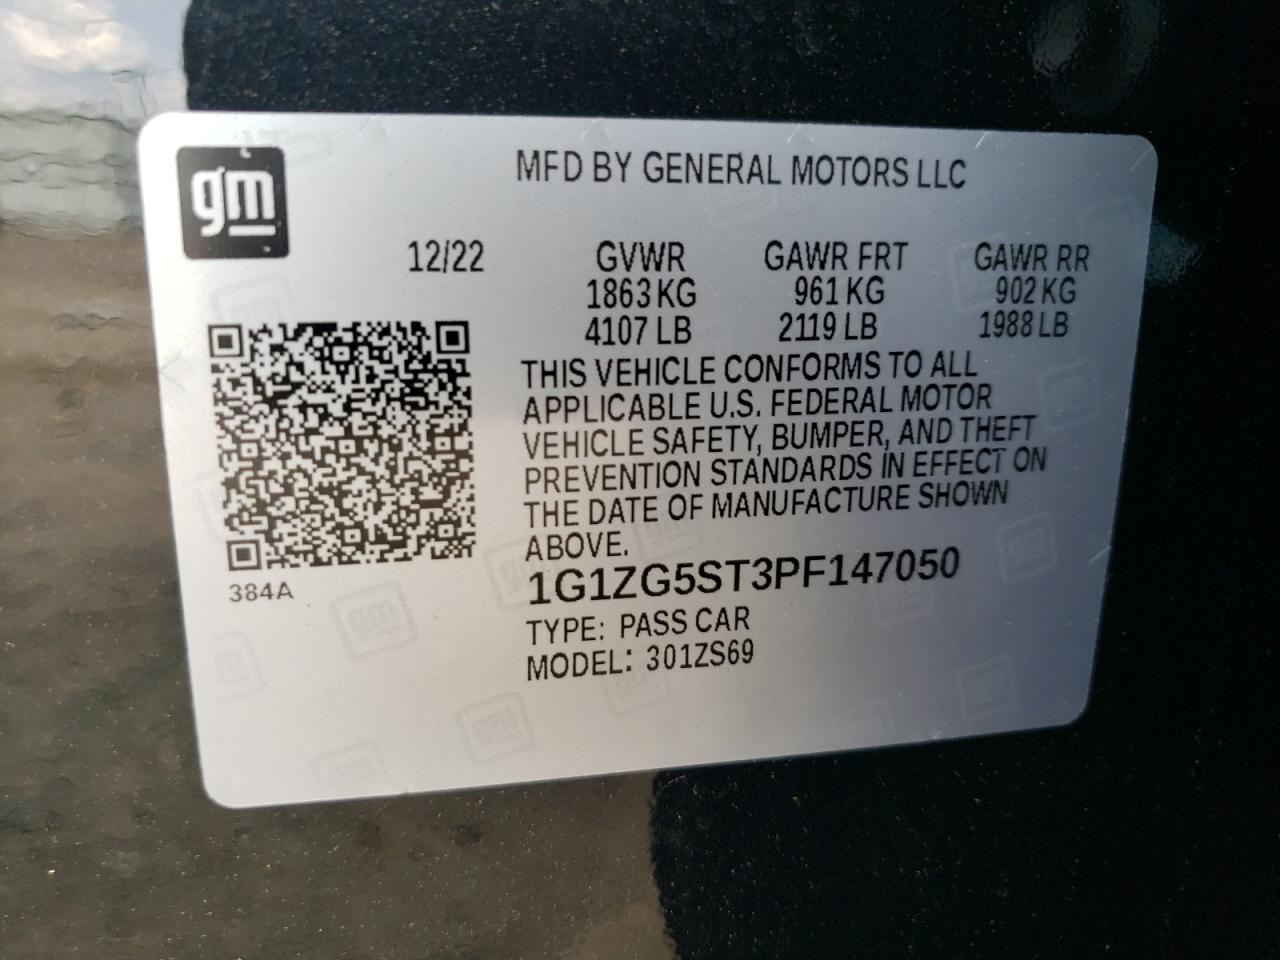 gm
MFD BY GENERAL MOTORS LLC
12/22 GVWR GAWR FRT GAWR RR
1863 KG 961 KG 902 KG
4107 LB 2119 LB 1988 LB
THIS VEHICLE CONFORMS TO ALL
APPLICABLE U.S. FEDERAL MOTOR
VEHICLE SAFETY, BUMPER, AND THEFT
PREVENTION STANDARDS IN EFFECT ON
THE DATE OF MANUFACTURE SHOWN
ABOVE.
384A
1G1ZG5ST3PF147050
TYPE: PASS CAR
MODEL: 301ZS69